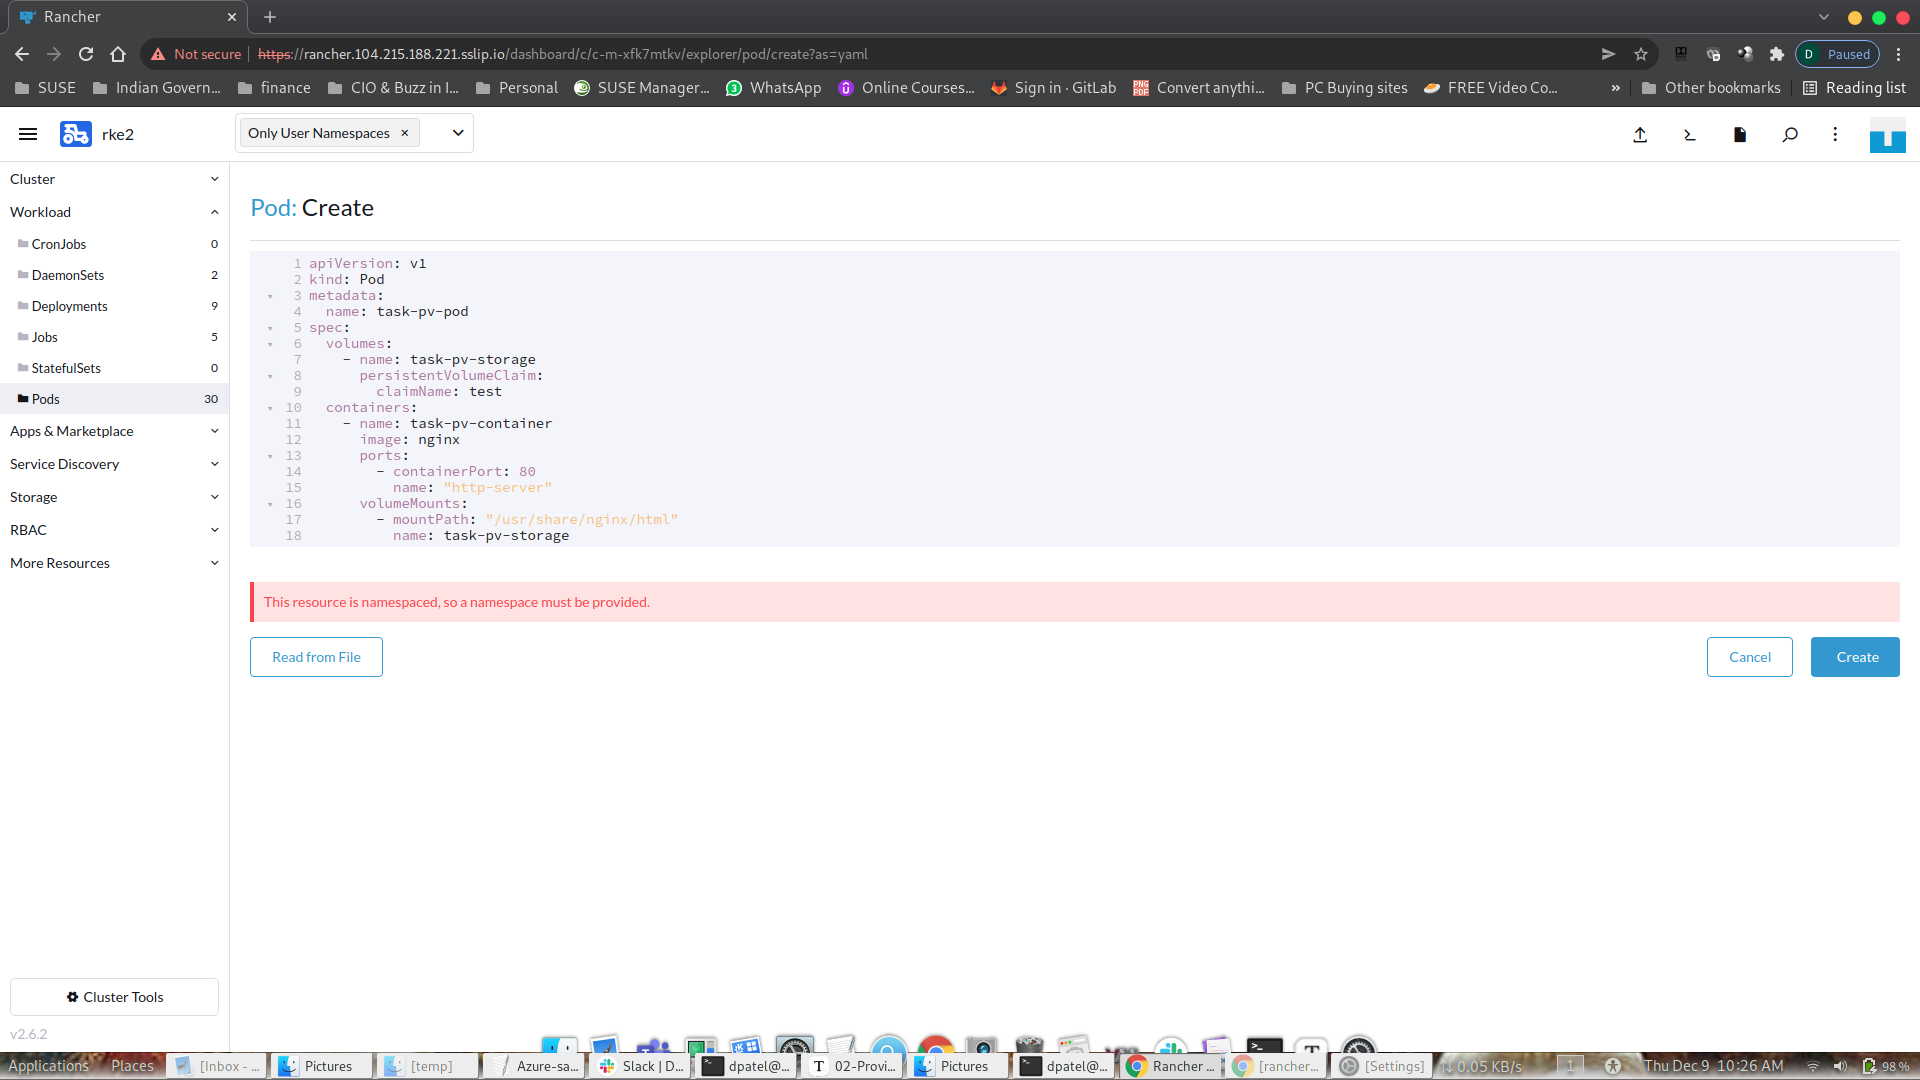 Rancher
Not secure
https://rancher.104.215.188.221.sslip.io/dashboard/c/c-m-xfk7mtkv/explorer/pod/create?as=yaml
D Paused
SUSE
Indian Govern...
finance
CIO & Buzz in I...
Personal
SUSE Manager...
WhatsApp
Online Courses...
Sign in · GitLab
Convert anythi...
PC Buying sites
FREE Video Co...
»
Other bookmarks
Reading list
rke2
Only User Namespaces
Cluster
Workload
CronJobs 0
DaemonSets 2
Deployments 9
Jobs 5
StatefulSets 0
Pods 30
Apps & Marketplace
Service Discovery
Storage
RBAC
More Resources
Cluster Tools
v2.6.2
Pod: Create
1 apiVersion: v1
2 kind: Pod
3 metadata:
4   name: task-pv-pod
5 spec:
6   volumes:
7     - name: task-pv-storage
8       persistentVolumeClaim:
9         claimName: test
10   containers:
11     - name: task-pv-container
12       image: nginx
13       ports:
14         - containerPort: 80
15           name: "http-server"
16       volumeMounts:
17         - mountPath: "/usr/share/nginx/html"
18           name: task-pv-storage
This resource is namespaced, so a namespace must be provided.
Read from File
Cancel
Create
Applications
Places
[Inbox - ...
Pictures
[temp]
Azure-sa...
Slack | D...
dpatel@...
02-Provi...
Pictures
dpatel@...
Rancher ...
[rancher...
[Settings]
0.05 KB/s
1
Thu Dec 9 10:26 AM
98 %